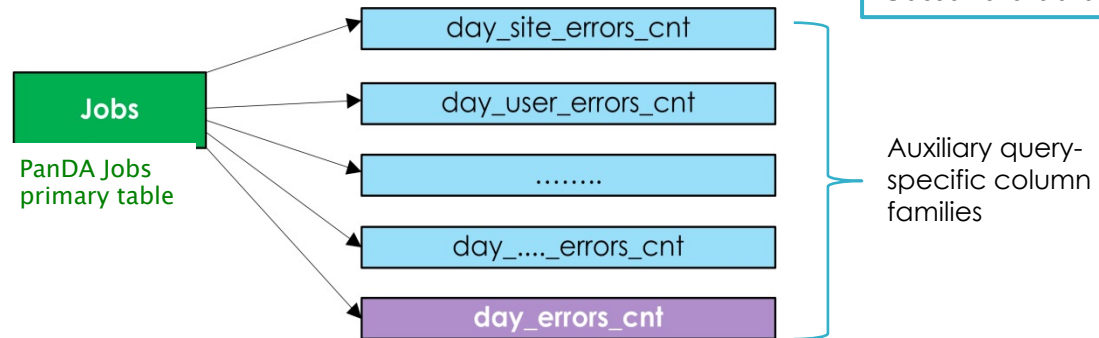 day_site_errors_cnt
Jobs
day_user_errors_cnt
PanDA Jobs
primary table
........
Auxiliary query-
specific column
families
day_...._errors_cnt
day_errors_cnt